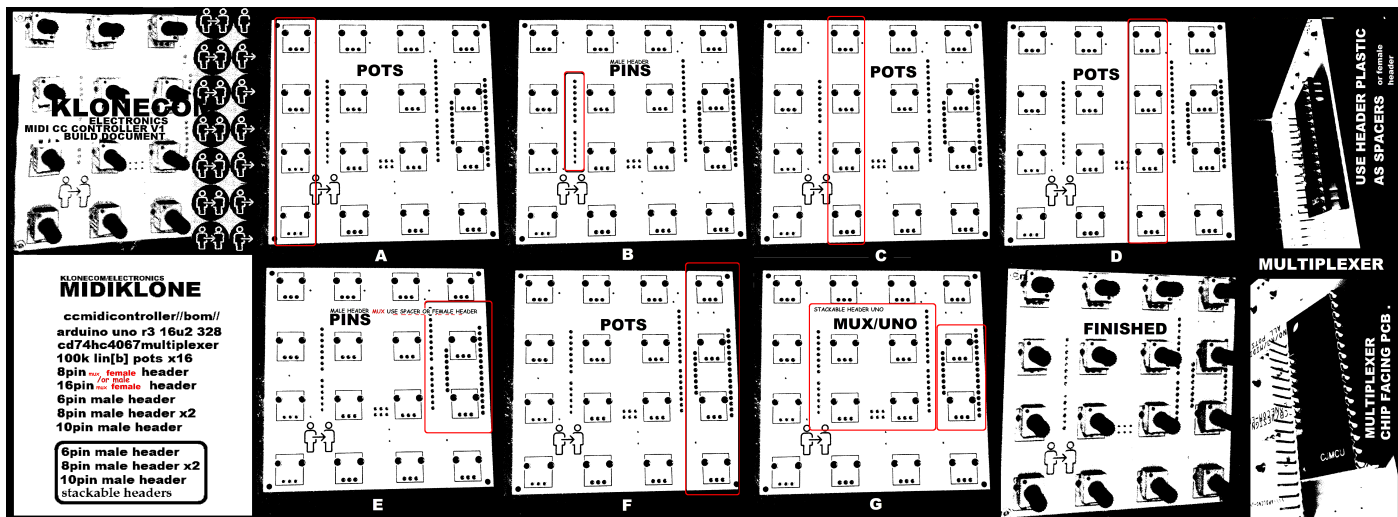 KLONECOM
ELECTRONICS
MIDI CC CONTROLLER V1
BUILD DOCUMENT
POTS
A
MALE HEADER
PINS
B
POTS
C
POTS
D
USE HEADER PLASTIC
AS SPACERS
or female
header
KLONECOM/ELECTRONICS
MIDIKLÖNE
ccmidicontroller//bom//
arduino uno r3 16u2 328
cd74hc4067multiplexer
100k lin[b] pots x16
8pin mux female header
/or male
16pin mux female header
6pin male header
8pin male header x2
10pin male header
6pin male header
8pin male header x2
10pin male header
stackable headers
MALE HEADER MUX USE SPACER OR FEMALE HEADER
PINS
E
POTS
F
STACKABLE HEADER UNO
MUX/UNO
G
FINISHED
MULTIPLEXER
MULTIPLEXER
CHIP FACING PCB
CJMCU